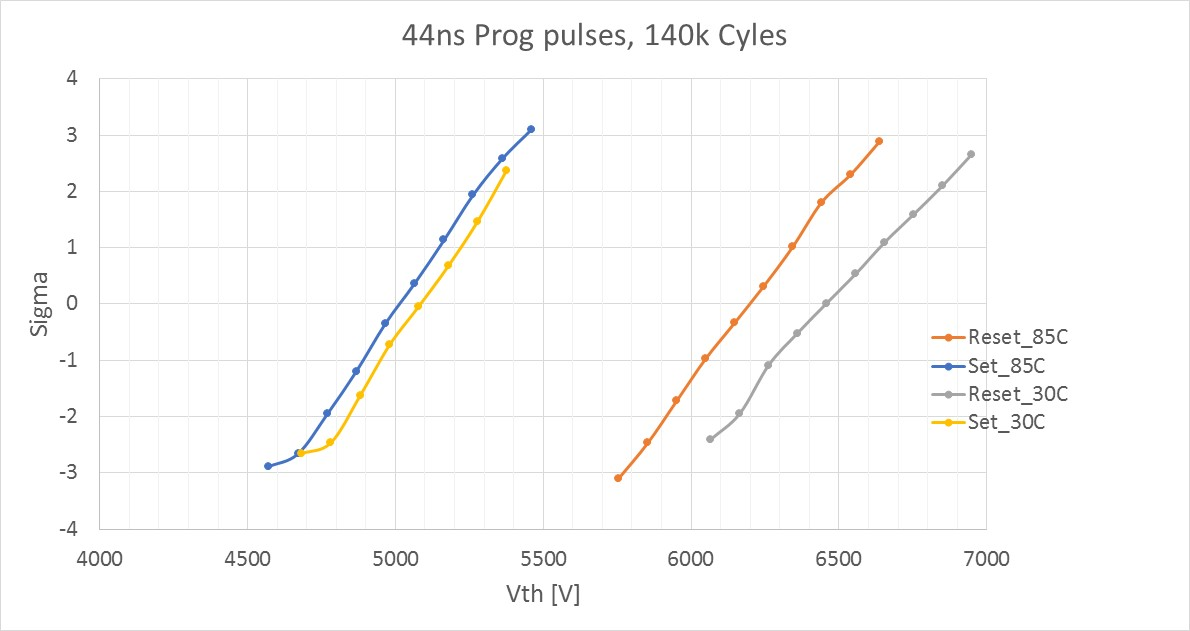 44ns Prog pulses, 140k Cyles
4
3
2
1
0
-1
-2
-3
-4
Sigma
4000 4500 5000 5500 6000 6500 7000
Vth [V]
Reset_85C
Set_85C
Reset_30C
Set_30C